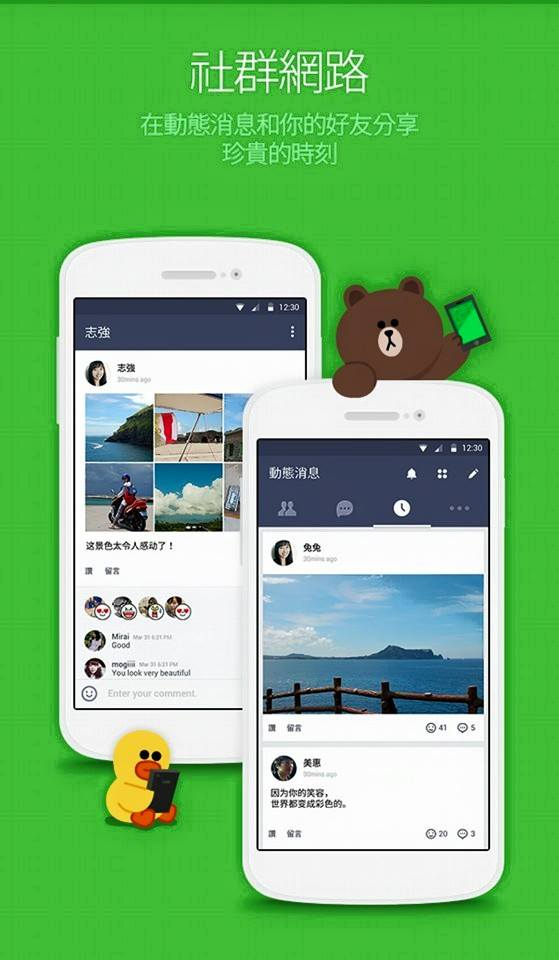 社群網路
在動態消息和你的好友分享
珍貴的時刻
12:30
志強
志強
30mins ago
这景色太令人感动了！
讚 留言
Mirai Mar 31 6:21 PM
Good
mogiiii Mar 31 6:21 PM
You look very beautiful
Enter your comment.
12:30
動態消息
兔兔
30mins ago
讚 留言 41 5
美惠
30mins ago
因为你的笑容，
世界都变成彩色的。
讚 留言 20 3